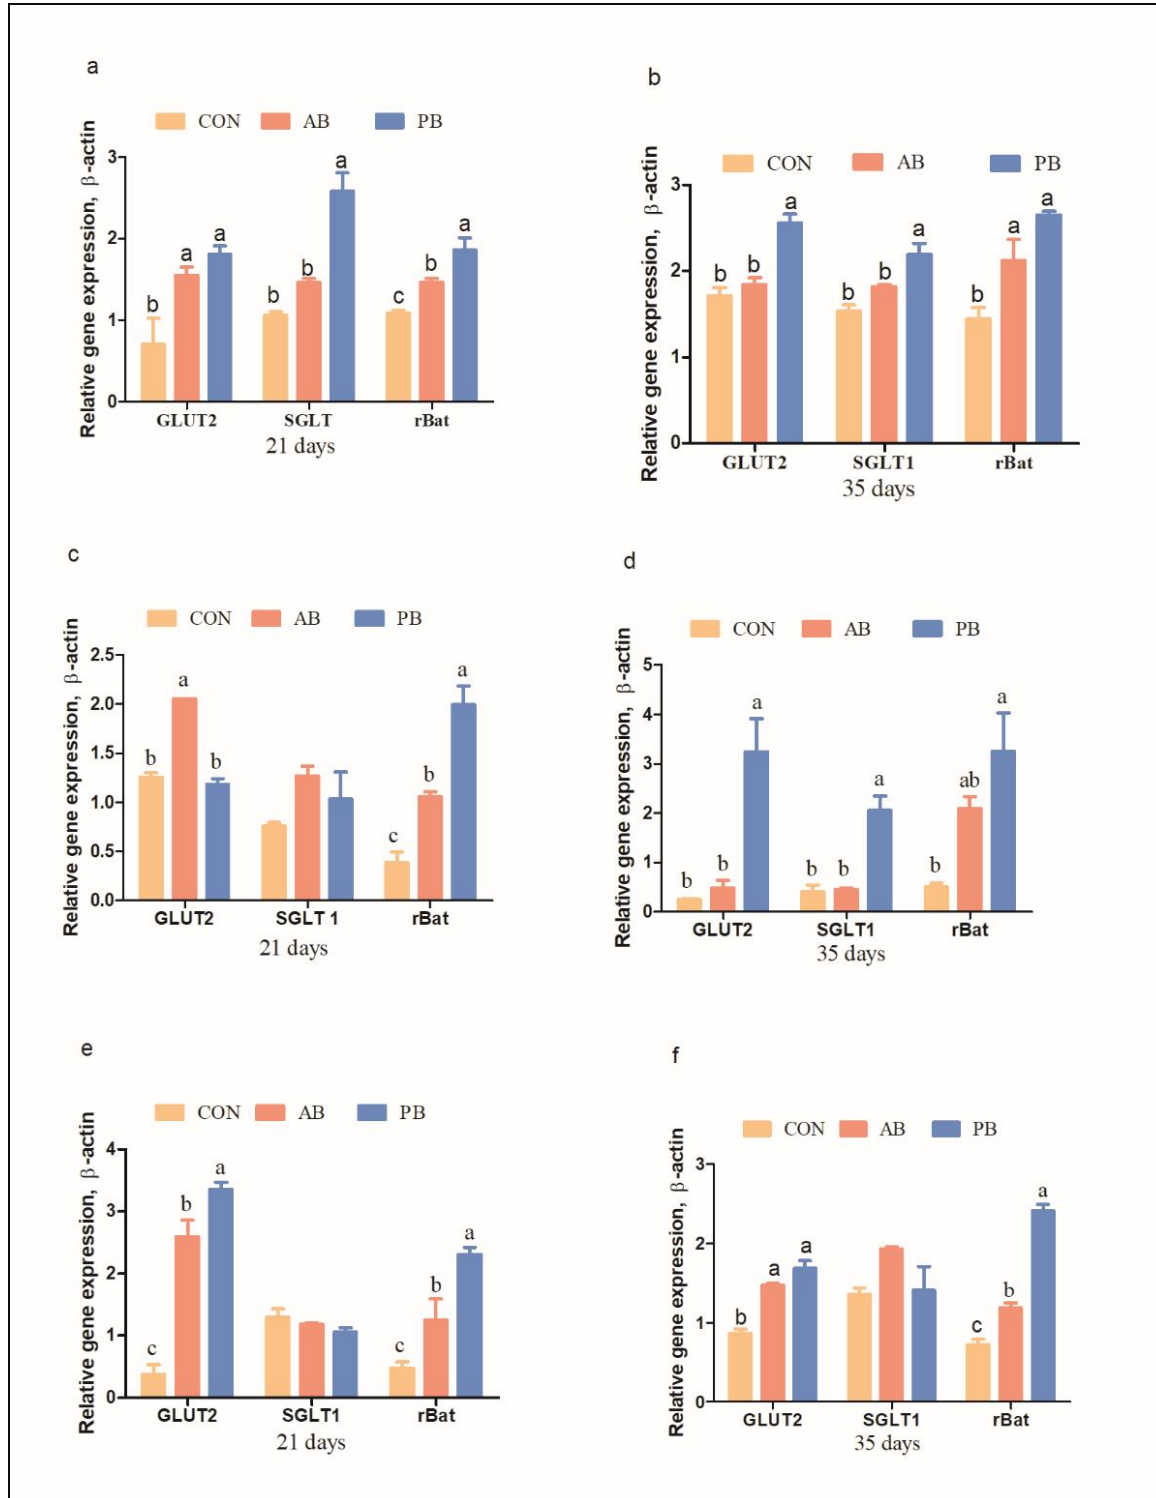 a
CON AB PB
Relative gene expression, β-actin
3
2
1
0
b a a
b b a
c b a
GLUT2 SGLT rBat
21 days
b
CON AB PB
Relative gene expression, β-actin
3
2
1
0
b b a
b b a
b a a
GLUT2 SGLT1 rBat
35 days
c
CON AB PB
Relative gene expression, β-actin
2.5
2.0
1.5
1.0
0.5
0.0
b a b
c b a
GLUT2 SGLT 1 rBat
21 days
d
CON AB PB
Relative gene expression, β-actin
5
4
3
2
1
0
b b a
b b a
b ab a
GLUT2 SGLT1 rBat
35 days
e
CON AB PB
Relative gene expression, β-actin
4
3
2
1
0
c b a
c b a
GLUT2 SGLT1 rBat
21 days
f
CON AB PB
Relative gene expression, β-actin
3
2
1
0
b a a
c b a
GLUT2 SGLT1 rBat
35 days